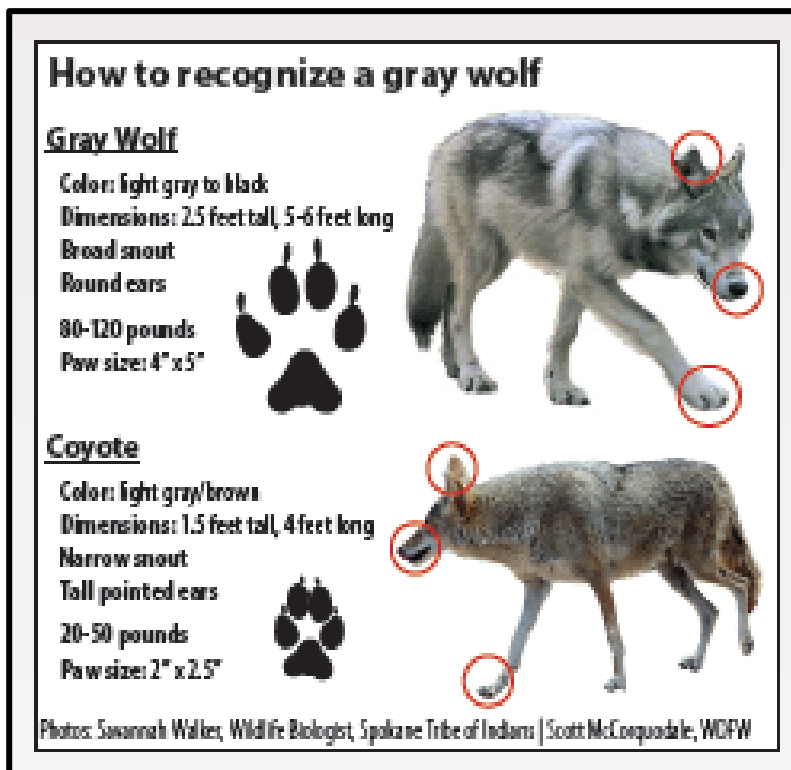 How to recognize a gray wolf
Gray Wolf
Color: light gray to black
Dimensions: 2.5 feet tall, 5-6 feet long
Broad snout
Round ears
80-120 pounds
Paw size: 4" x 5"
Coyote
Color: light gray/brown
Dimensions: 1.5 feet tall, 4 feet long
Narrow snout
Tall pointed ears
20-50 pounds
Paw size: 2" x 2.5"
Photos: Savannah Walker, Wildlife Biologist, Spokane Tribe of Indians | Scott McCorquodale, WDFW